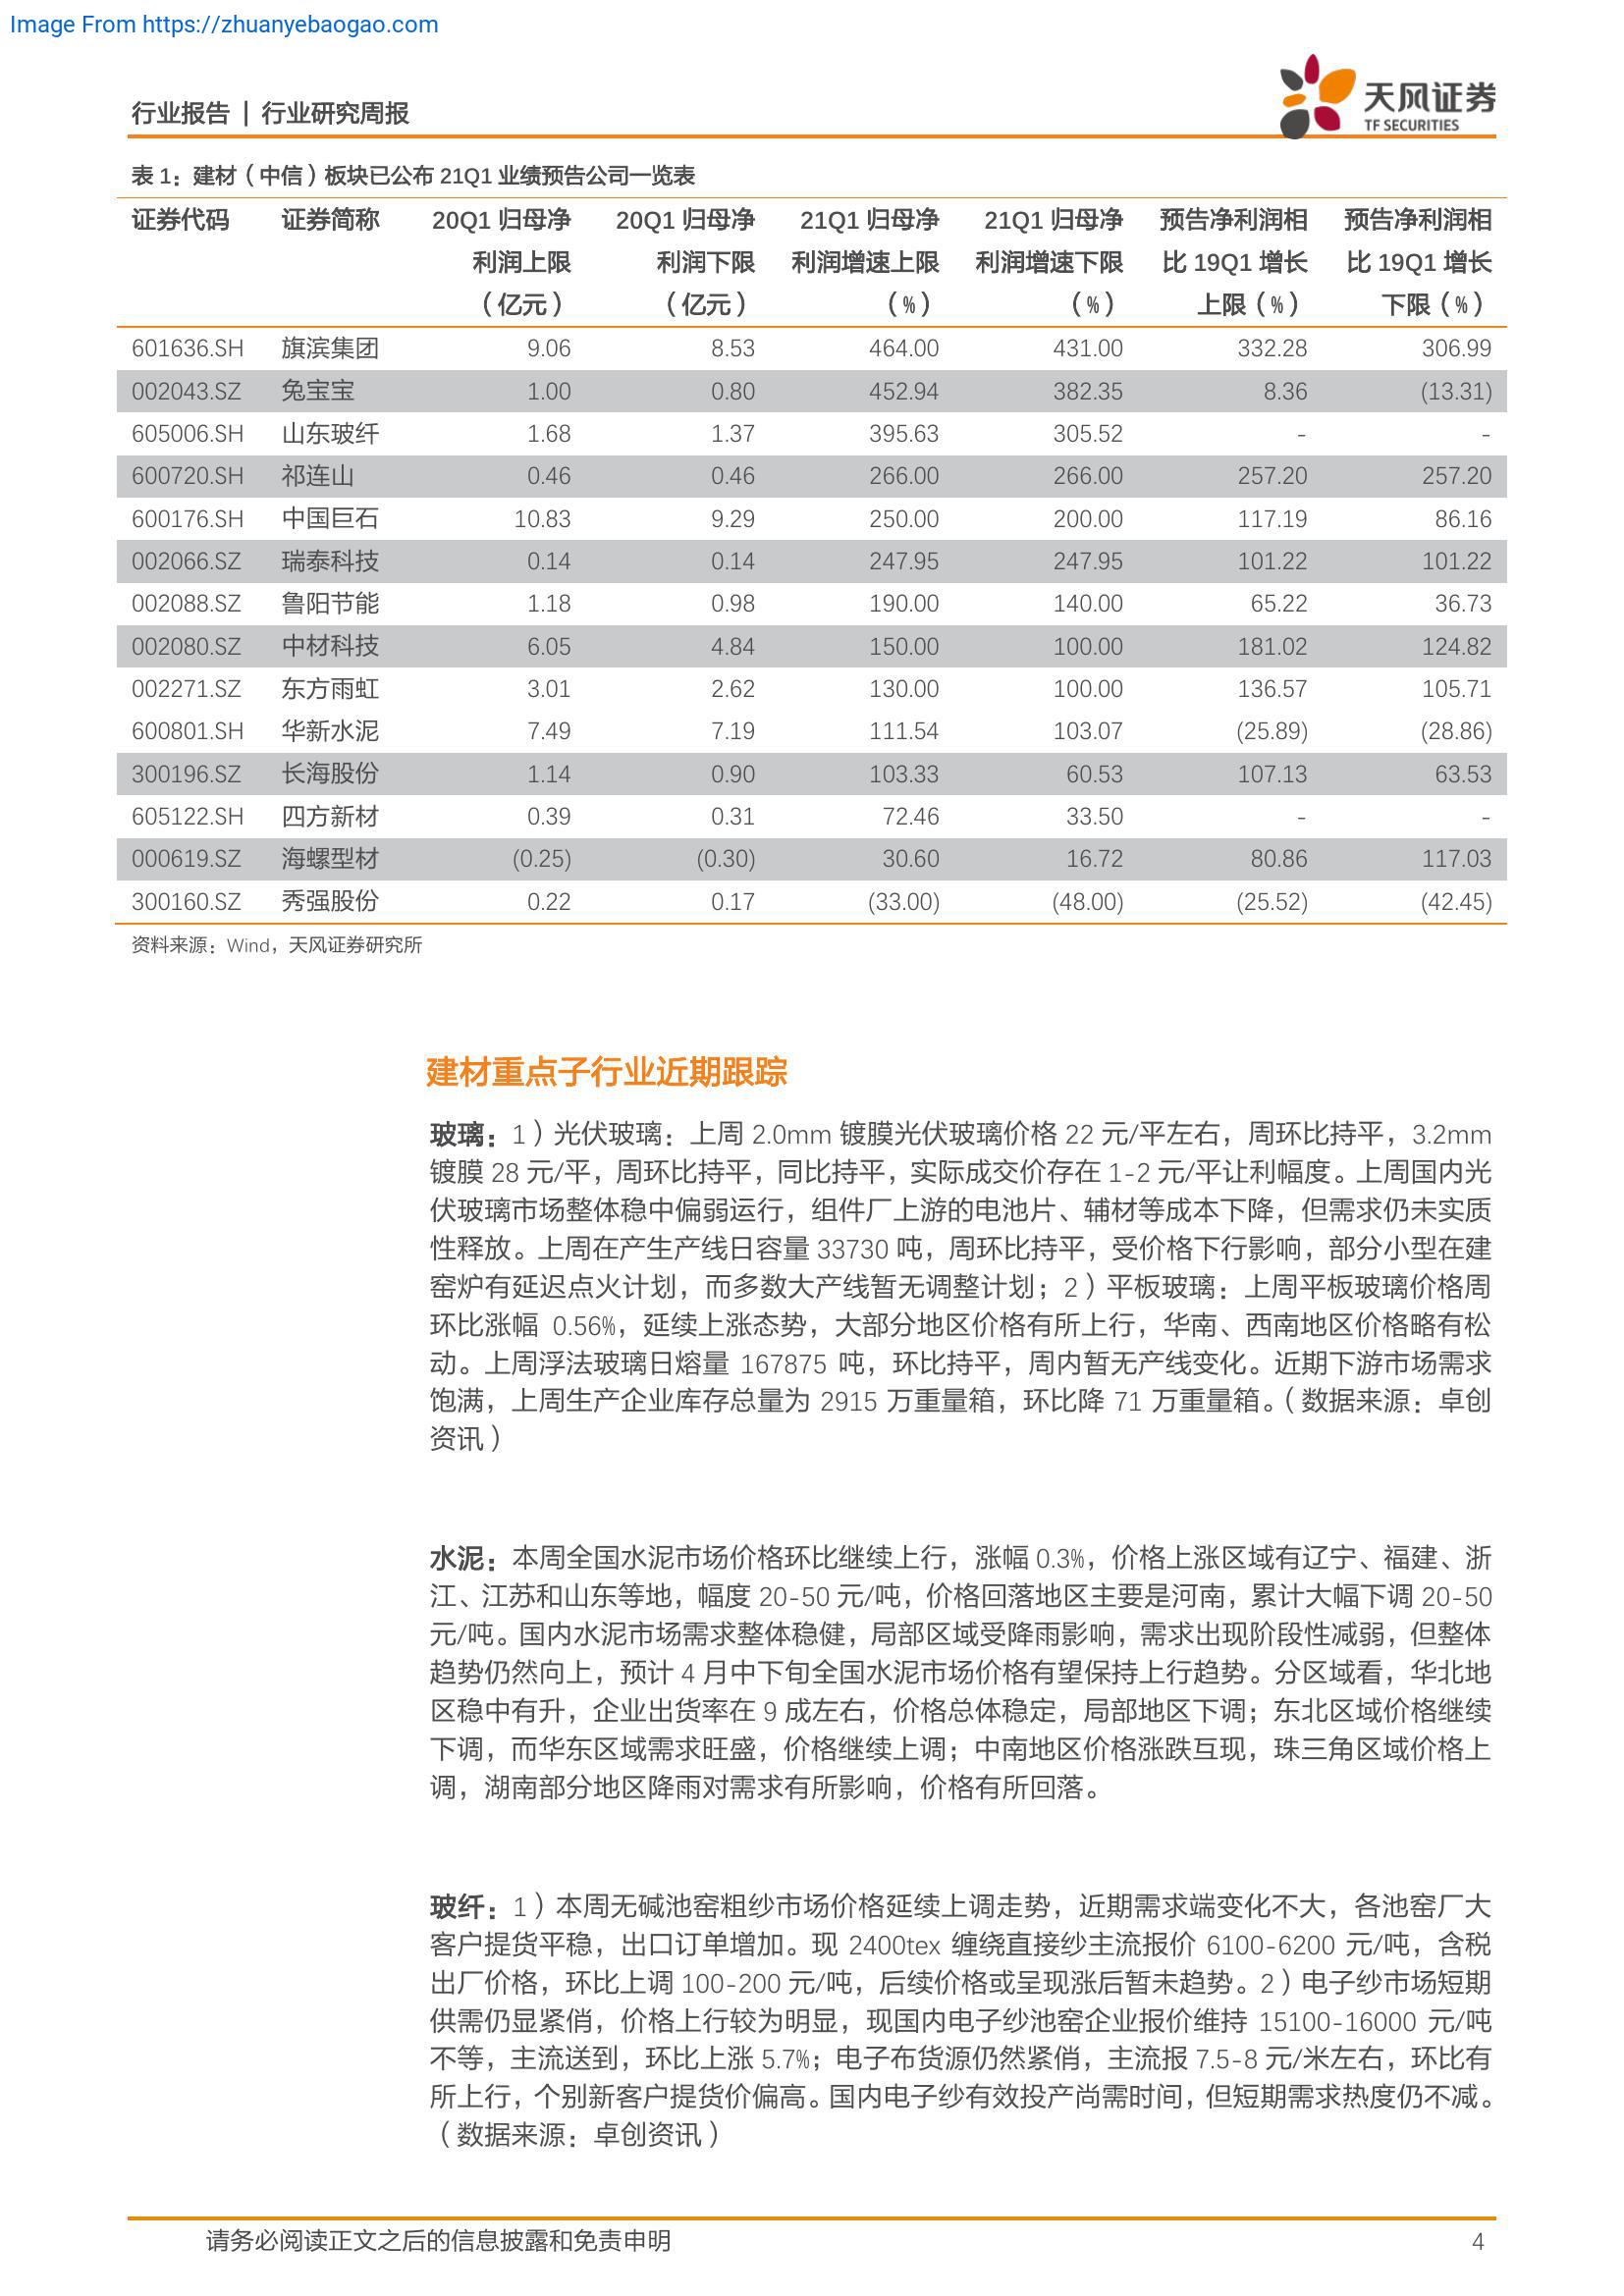 Image From https://zhuanyebaogao.com
行业报告 | 行业研究周报
天风证券
TF SECURITIES
表 1：建材（中信）板块已公布 21Q1 业绩预告公司一览表
证券代码 证券简称 20Q1 归母净 20Q1 归母净 21Q1 归母净 21Q1 归母净 预告净利润相 预告净利润相
利润上限 利润下限 利润增速上限 利润增速下限 比 19Q1 增长 比 19Q1 增长
（亿元） （亿元） （%） （%） 上限（%） 下限（%）
601636.SH 旗滨集团 9.06 8.53 464.00 431.00 332.28 306.99
002043.SZ 兔宝宝 1.00 0.80 452.94 382.35 8.36 (13.31)
605006.SH 山东玻纤 1.68 1.37 395.63 305.52 - -
600720.SH 祁连山 0.46 0.46 266.00 266.00 257.20 257.20
600176.SH 中国巨石 10.83 9.29 250.00 200.00 117.19 86.16
002066.SZ 瑞泰科技 0.14 0.14 247.95 247.95 101.22 101.22
002088.SZ 鲁阳节能 1.18 0.98 190.00 140.00 65.22 36.73
002080.SZ 中材科技 6.05 4.84 150.00 100.00 181.02 124.82
002271.SZ 东方雨虹 3.01 2.62 130.00 100.00 136.57 105.71
600801.SH 华新水泥 7.49 7.19 111.54 103.07 (25.89) (28.86)
300196.SZ 长海股份 1.14 0.90 103.33 60.53 107.13 63.53
605122.SH 四方新材 0.39 0.31 72.46 33.50 - -
000619.SZ 海螺型材 (0.25) (0.30) 30.60 16.72 80.86 117.03
300160.SZ 秀强股份 0.22 0.17 (33.00) (48.00) (25.52) (42.45)
资料来源：Wind，天风证券研究所
建材重点子行业近期跟踪
玻璃：1）光伏玻璃：上周 2.0mm 镀膜光伏玻璃价格 22 元/平左右，周环比持平，3.2mm
镀膜 28 元/平，周环比持平，同比持平，实际成交价存在 1-2 元/平让利幅度。上周国内光
伏玻璃市场整体稳中偏弱运行，组件厂上游的电池片、辅材等成本下降，但需求仍未实质
性释放。上周在产生产线日容量 33730 吨，周环比持平，受价格下行影响，部分小型在建
窑炉有延迟点火计划，而多数大产线暂无调整计划；2）平板玻璃：上周平板玻璃价格周
环比涨幅 0.56%，延续上涨态势，大部分地区价格有所上行，华南、西南地区价格略有松
动。上周浮法玻璃日熔量 167875 吨，环比持平，周内暂无产线变化。近期下游市场需求
饱满，上周生产企业库存总量为 2915 万重量箱，环比降 71 万重量箱。（数据来源：卓创
资讯）
水泥：本周全国水泥市场价格环比继续上行，涨幅 0.3%，价格上涨区域有辽宁、福建、浙
江、江苏和山东等地，幅度 20-50 元/吨，价格回落地区主要是河南，累计大幅下调 20-50
元/吨。国内水泥市场需求整体稳健，局部区域受降雨影响，需求出现阶段性减弱，但整体
趋势仍然向上，预计 4 月中下旬全国水泥市场价格有望保持上行趋势。分区域看，华北地
区稳中有升，企业出货率在 9 成左右，价格总体稳定，局部地区下调；东北区域价格继续
下调，而华东区域需求旺盛，价格继续上调；中南地区价格涨跌互现，珠三角区域价格上
调，湖南部分地区降雨对需求有所影响，价格有所回落。
玻纤：1）本周无碱池窑粗纱市场价格延续上调走势，近期需求端变化不大，各池窑厂大
客户提货平稳，出口订单增加。现 2400tex 缠绕直接纱主流报价 6100-6200 元/吨，含税
出厂价格，环比上调 100-200 元/吨，后续价格或呈现涨后暂未趋势。2）电子纱市场短期
供需仍显紧俏，价格上行较为明显，现国内电子纱池窑企业报价维持 15100-16000 元/吨
不等，主流送到，环比上涨 5.7%；电子布货源仍然紧俏，主流报 7.5-8 元/米左右，环比有
所上行，个别新客户提货价偏高。国内电子纱有效投产尚需时间，但短期需求热度仍不减。
（数据来源：卓创资讯）
请务必阅读正文之后的信息披露和免责申明 4